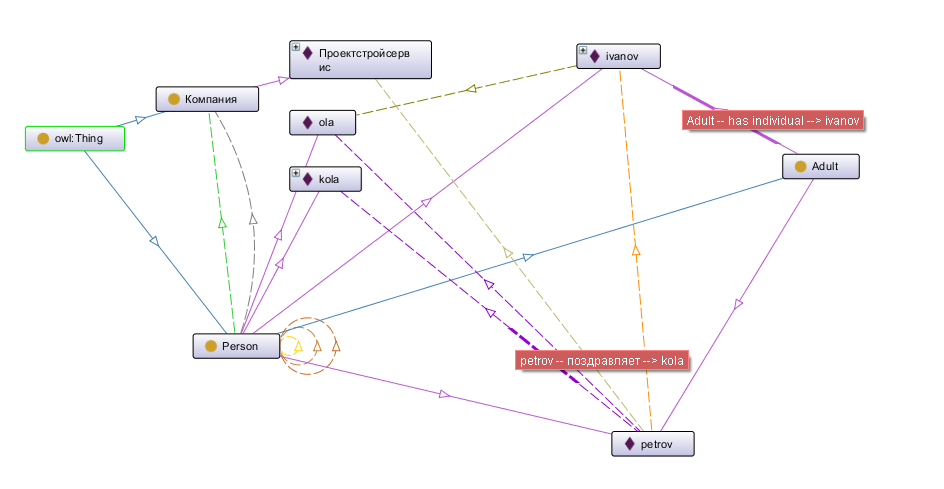 Проектстройсерв
ис
ivanov
Компания
ola
Adult -- has individual --> ivanov
owl:Thing
Adult
kola
Person
petrov -- поздравляет --> kola
petrov